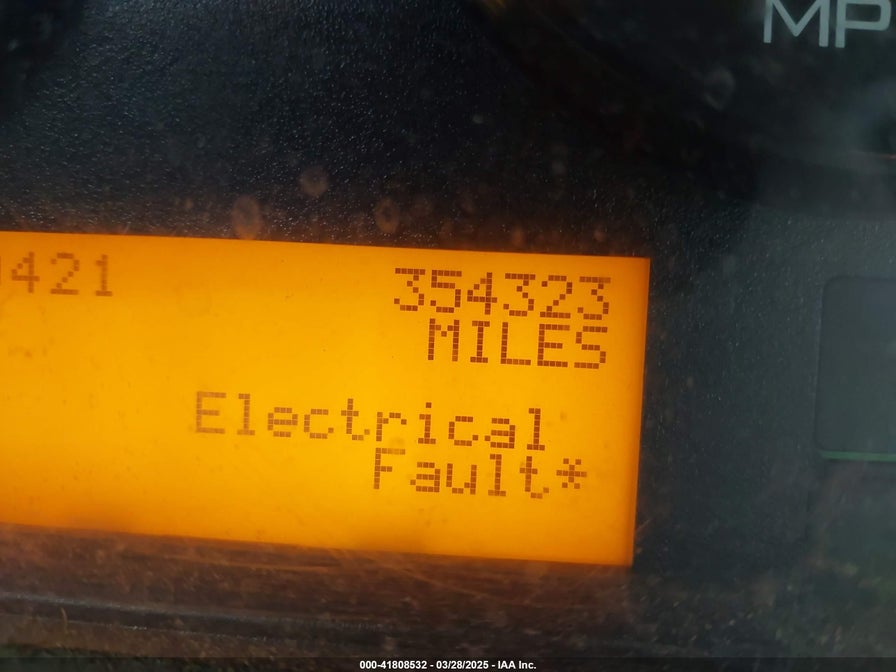 MP
421
354323
MILES
Electrical
Fault*
000-41808532 - 03/28/2025 - IAA Inc.